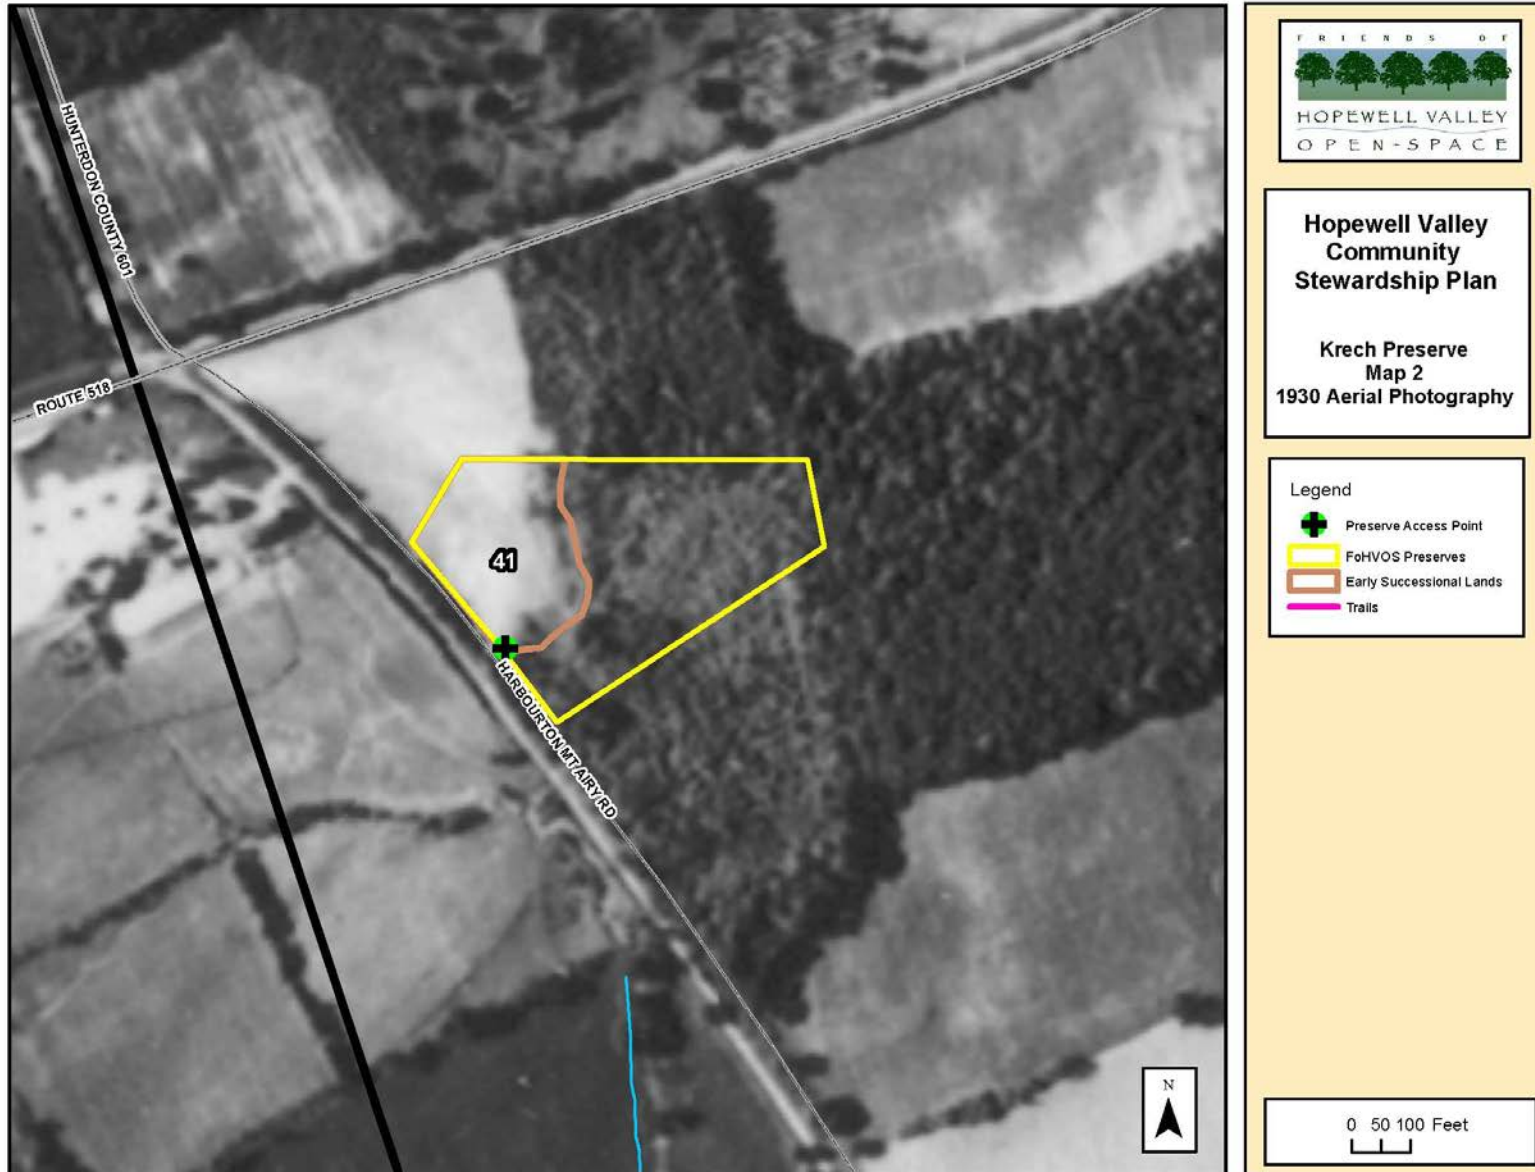 HUNTERDON COUNTY 601
ROUTE 518
41
HARBOURTON MT AIRY RD
N
FRIENDS OF
HOPEWELL VALLEY
OPEN-SPACE
Hopewell Valley
Community
Stewardship Plan
Krech Preserve
Map 2
1930 Aerial Photography
Legend
Preserve Access Point
FoHVOS Preserves
Early Successional Lands
Trails
0 50 100 Feet